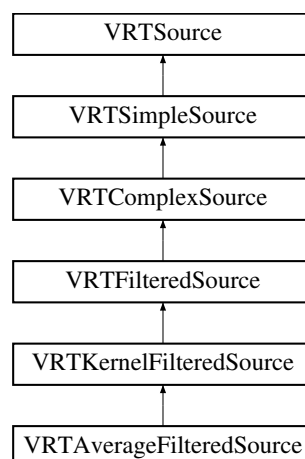 VRTSource
VRTSimpleSource
VRTComplexSource
VRTFilteredSource
VRTKernelFilteredSource
VRTAverageFilteredSource